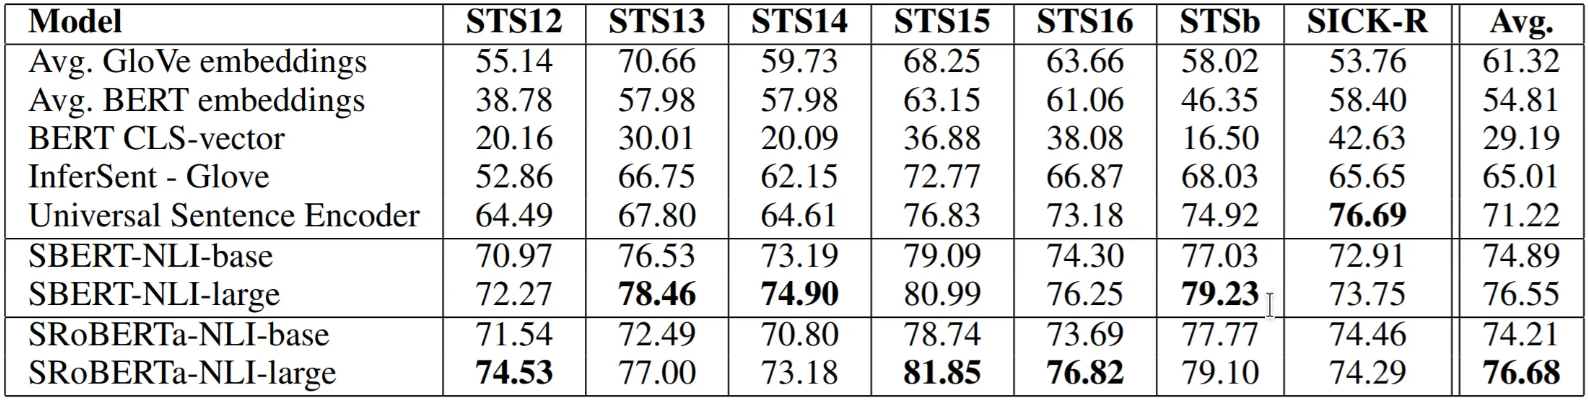 Model STS12 STS13 STS14 STS15 STS16 STSb SICK-R Avg.
Avg. GloVe embeddings 55.14 70.66 59.73 68.25 63.66 58.02 53.76 61.32
Avg. BERT embeddings 38.78 57.98 57.98 63.15 61.06 46.35 58.40 54.81
BERT CLS-vector 20.16 30.01 20.09 36.88 38.08 16.50 42.63 29.19
InferSent - Glove 52.86 66.75 62.15 72.77 66.87 68.03 65.65 65.01
Universal Sentence Encoder 64.49 67.80 64.61 76.83 73.18 74.92 76.69 71.22
SBERT-NLI-base 70.97 76.53 73.19 79.09 74.30 77.03 72.91 74.89
SBERT-NLI-large 72.27 78.46 74.90 80.99 76.25 79.23 73.75 76.55
SRoBERTa-NLI-base 71.54 72.49 70.80 78.74 73.69 77.77 74.46 74.21
SRoBERTa-NLI-large 74.53 77.00 73.18 81.85 76.82 79.10 74.29 76.68